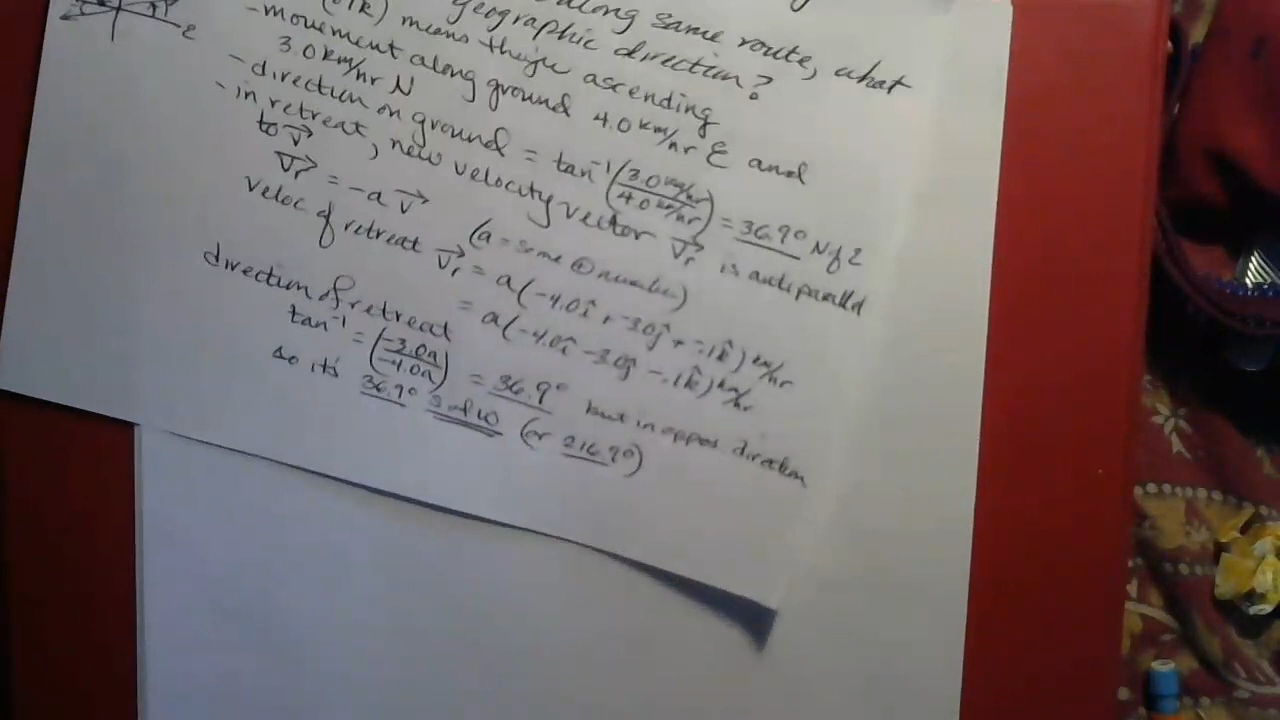 along same route, what
geographic direction?
(.1k̂) means they're ascending
-movement along ground 4.0 km/hr E and
3.0 km/hr N
-direction on ground = tan⁻¹(3.0 km/hr / 4.0 km/hr) = 36.9° N of E
-in retreat, new velocity vector v⃗r is antiparallel
to v⃗
v⃗r = -a v⃗ (a = some ⊕ number)
veloc of retreat v⃗r = a(-4.0î + -3.0ĵ + -.1k̂) km/hr
= a(-4.0î -3.0ĵ -.1k̂) km/hr
direction of retreat
tan⁻¹ = (-3.0a / -4.0a) = 36.9° but in oppos direction
so it's 36.9° S of W (or 216.9°)
E